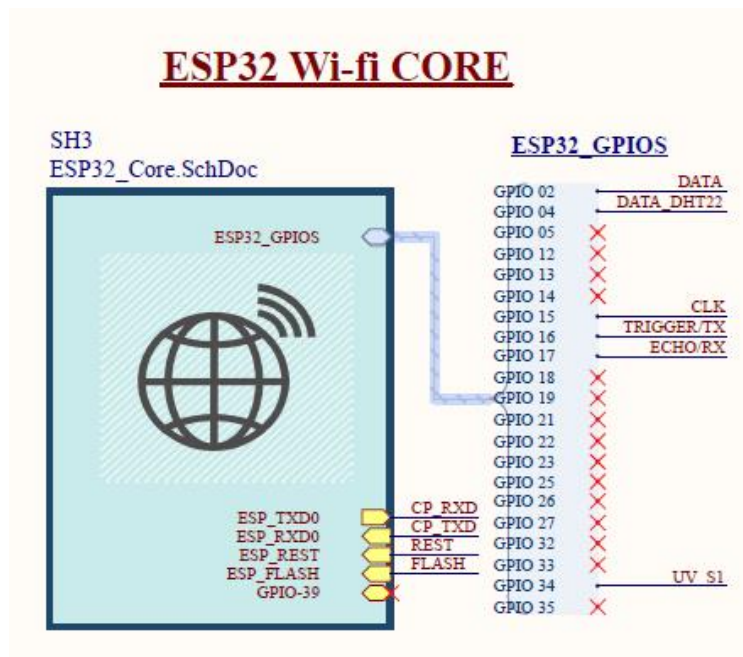 ESP32 Wi-fi CORE
SH3
ESP32_Core.SchDoc
ESP32_GPIOS
ESP32_GPIOS
GPIO 02 DATA
GPIO 04 DATA_DHT22
GPIO 05
GPIO 12
GPIO 13
GPIO 14
GPIO 15 CLK
GPIO 16 TRIGGER/TX
GPIO 17 ECHO/RX
GPIO 18
GPIO 19
GPIO 21
GPIO 22
GPIO 23
GPIO 25
GPIO 26
GPIO 27
GPIO 32
GPIO 33
GPIO 34 UV_S1
GPIO 35
ESP_TXD0 CP_RXD
ESP_RXD0 CP_TXD
ESP_REST REST
ESP_FLASH FLASH
GPIO-39